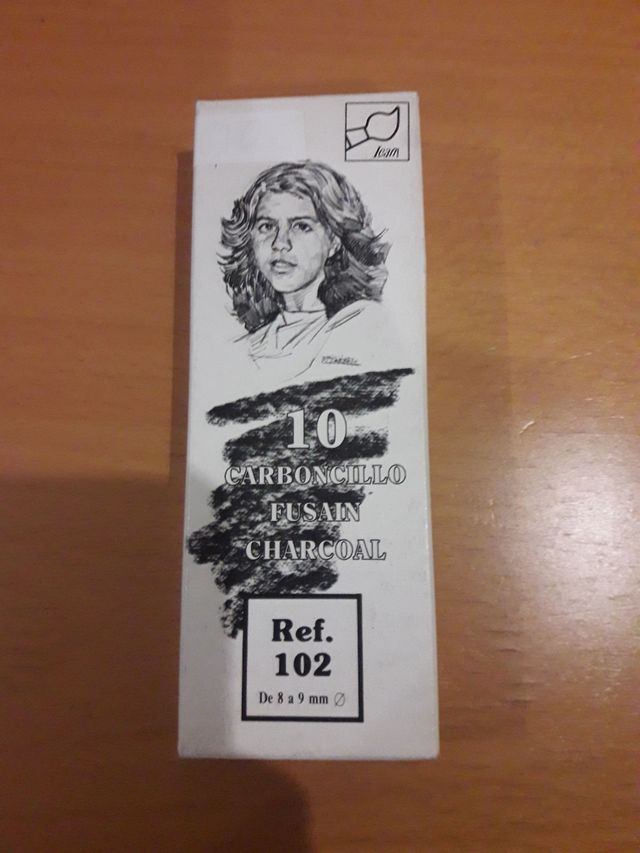 10
CARBONCILLO
FUSAIN
CHARCOAL
Ref.
102
De 8 a 9 mm Ø